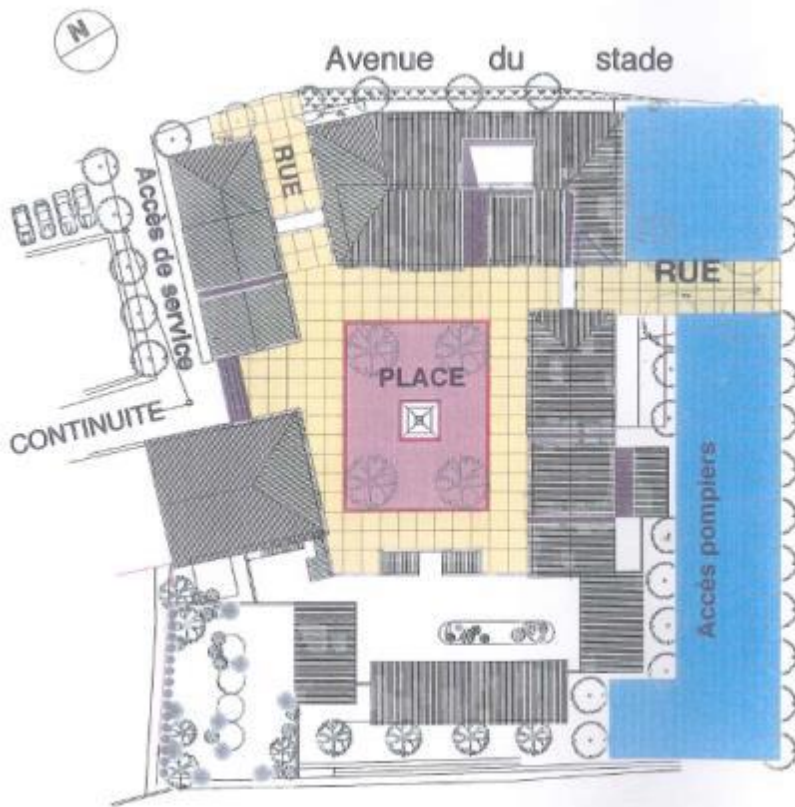 N
Avenue du stade
RUE
Accès de service
RUE
PLACE
CONTINUITE
Accès pompiers